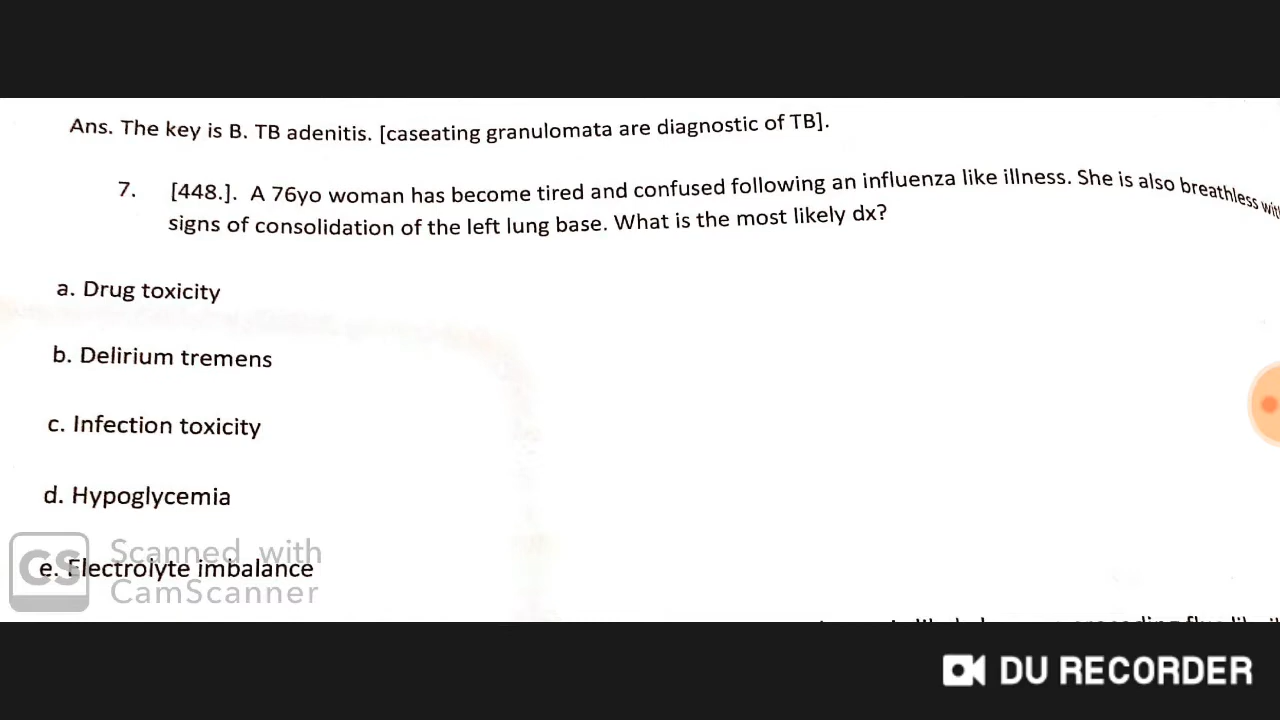 Ans. The key is B. TB adenitis. [caseating granulomata are diagnostic of TB].
7. [448.]. A 76yo woman has become tired and confused following an influenza like illness. She is also breathless with
signs of consolidation of the left lung base. What is the most likely dx?
a. Drug toxicity
b. Delirium tremens
c. Infection toxicity
d. Hypoglycemia
CS Scanned with
e. Electrolyte imbalance
CamScanner
DU RECORDER